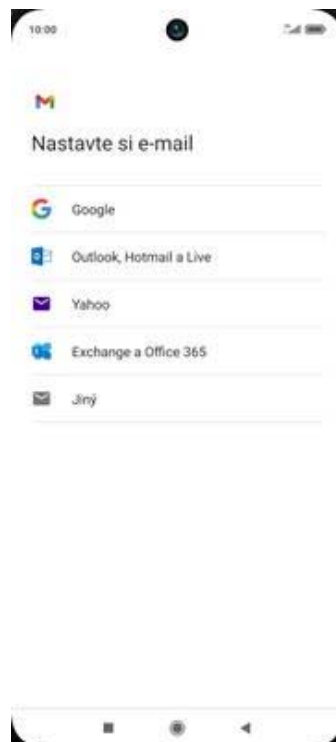 10:00
Nastavte si e-mail
Google
Outlook, Hotmail a Live
Yahoo
Exchange a Office 365
Jiný